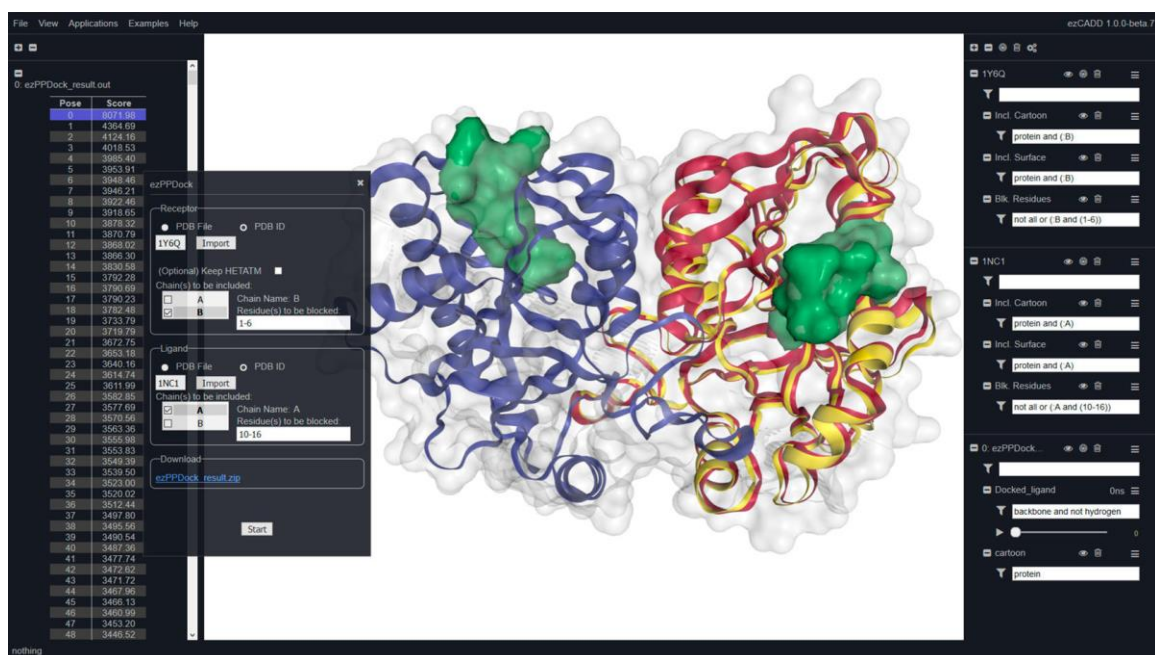 File View Applications Examples Help
ezCADD 1.0.0-beta.7
0: ezPPDock_result.out
Pose Score
0 8071.98
1 4364.69
2 4124.16
3 4018.53
4 3985.40
5 3953.91
6 3948.46
7 3946.21
8 3922.46
9 3918.65
10 3878.32
11 3870.79
12 3868.02
13 3866.30
14 3830.58
15 3792.28
16 3790.69
17 3790.23
18 3782.48
19 3733.79
20 3719.79
21 3672.75
22 3653.18
23 3640.16
24 3614.74
25 3611.99
26 3582.85
27 3577.69
28 3570.56
29 3563.36
30 3555.98
31 3553.83
32 3549.39
33 3539.50
34 3523.00
35 3520.02
36 3512.44
37 3497.80
38 3495.56
39 3490.54
40 3487.36
41 3477.74
42 3472.62
43 3471.72
44 3467.96
45 3466.13
46 3460.99
47 3453.20
48 3446.52
nothing
ezPPDock
Receptor
PDB File PDB ID
1Y6Q Import
(Optional) Keep HETATM
Chain(s) to be included:
A
B
Chain Name: B
Residue(s) to be blocked:
1-6
Ligand
PDB File PDB ID
1NC1 Import
Chain(s) to be included:
A
B
Chain Name: A
Residue(s) to be blocked:
10-16
Download
ezPPDock_result.zip
Start
1Y6Q
Incl. Cartoon
protein and (:B)
Incl. Surface
protein and (:B)
Blk. Residues
not all or (:B and (1-6))
1NC1
Incl. Cartoon
protein and (:A)
Incl. Surface
protein and (:A)
Blk. Residues
not all or (:A and (10-16))
0: ezPPDock...
Docked_ligand 0ns
backbone and not hydrogen
0
cartoon
protein